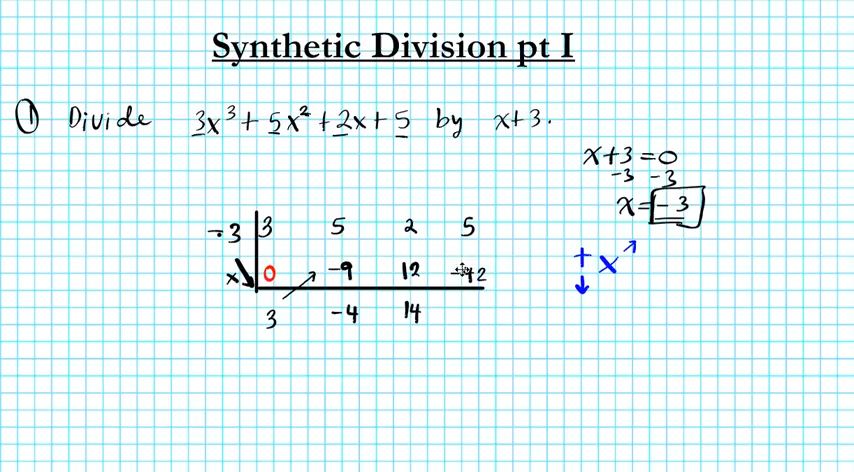 Synthetic Division pt I
① Divide 3x³ + 5x² + 2x + 5 by x+3.
x+3=0
-3 -3
x= -3
-3 3 5 2 5
x 0 -9 12
3 -4 14
+ x